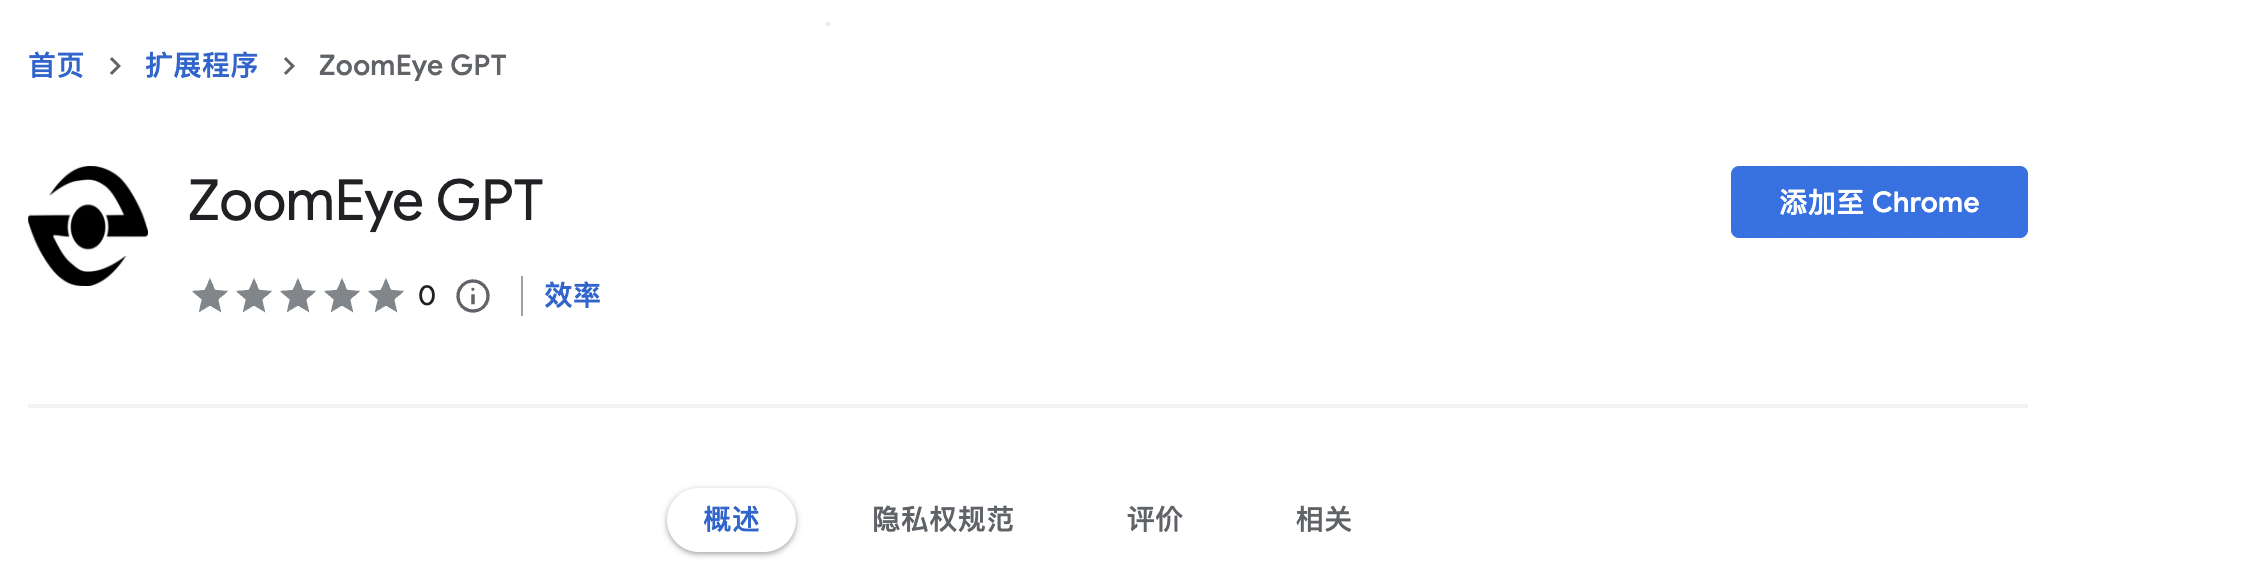 首页 > 扩展程序 > ZoomEye GPT
ZoomEye GPT
添加至 Chrome
0 效率
概述 隐私权规范 评价 相关